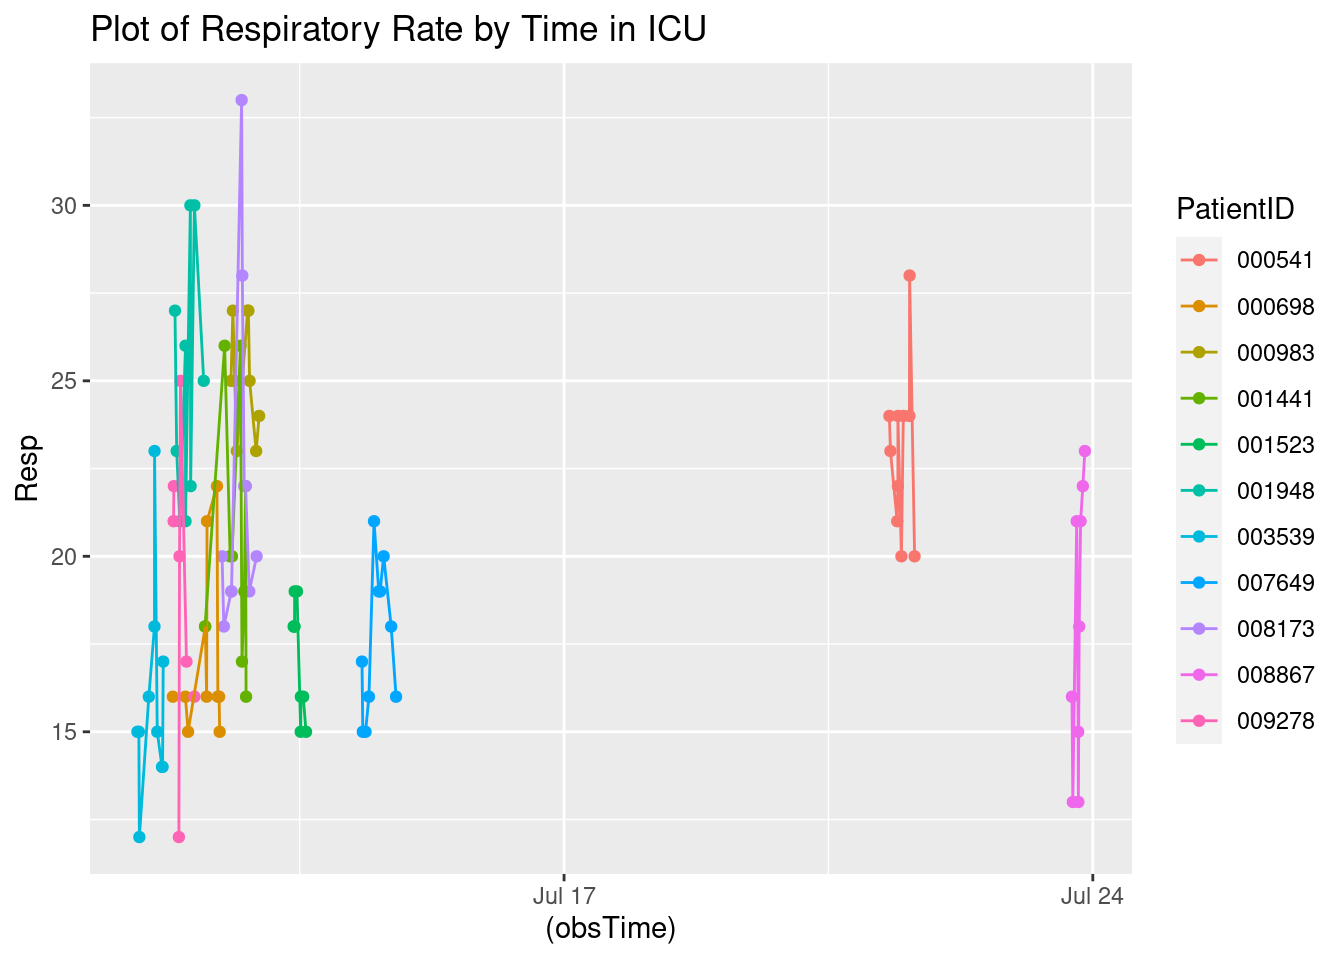 Plot of Respiratory Rate by Time in ICU
Resp
30
25
20
15
Jul 17
Jul 24
(obsTime)
PatientID
000541
000698
000983
001441
001523
001948
003539
007649
008173
008867
009278